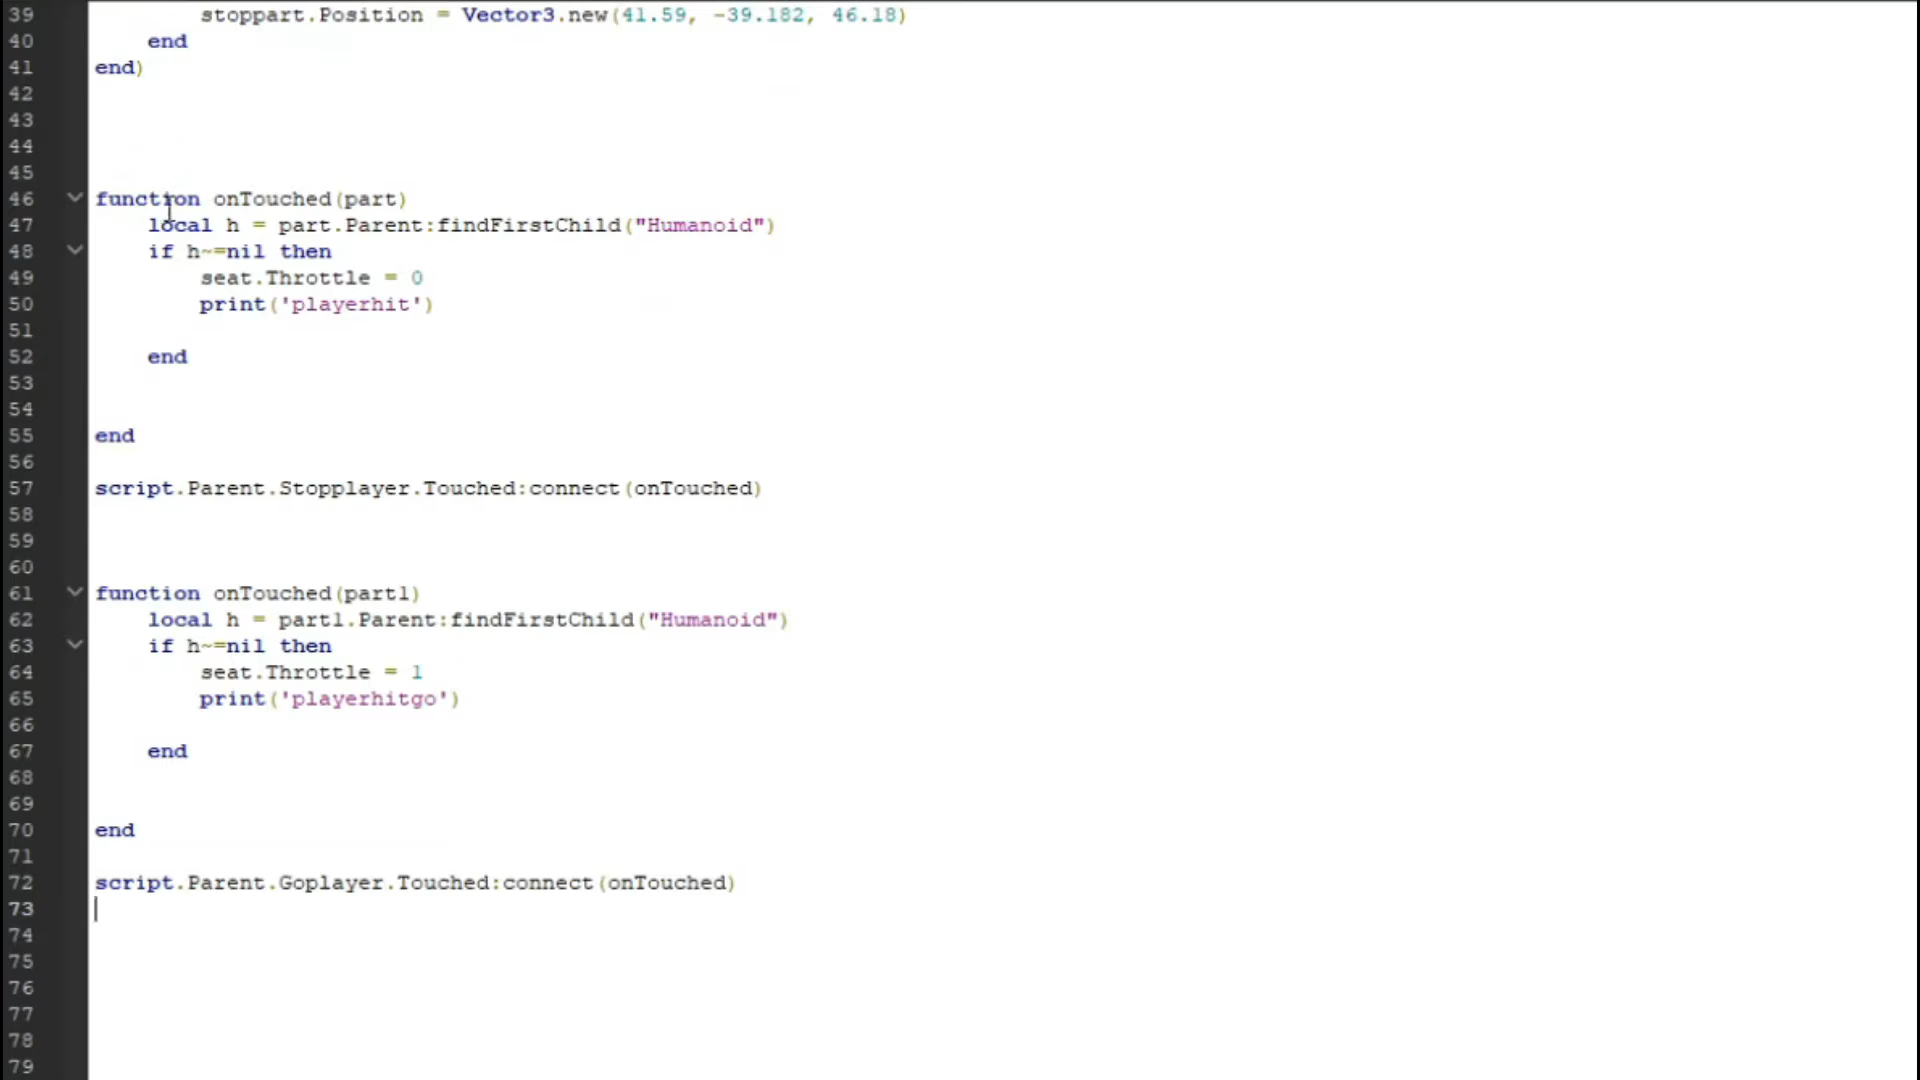 39 stoppart.Position = Vector3.new(41.59, -39.182, 46.18)
40 end
41 end)
42
43
44
45
46 function onTouched(part)
47 local h = part.Parent:findFirstChild("Humanoid")
48 if h~=nil then
49 seat.Throttle = 0
50 print('playerhit')
51
52 end
53
54
55 end
56
57 script.Parent.Stopplayer.Touched:connect(onTouched)
58
59
60
61 function onTouched(part1)
62 local h = part1.Parent:findFirstChild("Humanoid")
63 if h~=nil then
64 seat.Throttle = 1
65 print('playerhitgo')
66
67 end
68
69
70 end
71
72 script.Parent.Goplayer.Touched:connect(onTouched)
73
74
75
76
77
78
79